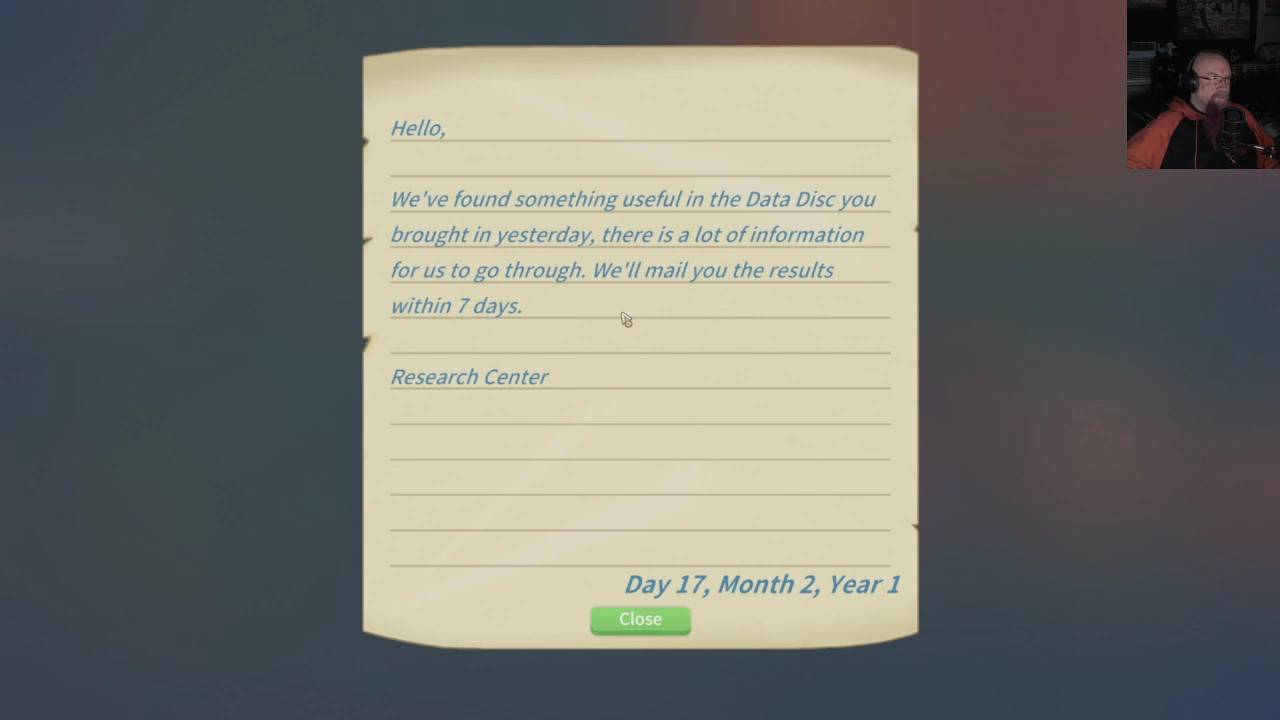 Hello,
We've found something useful in the Data Disc you
brought in yesterday, there is a lot of information
for us to go through. We'll mail you the results
within 7 days.
Research Center
Day 17, Month 2, Year 1
Close